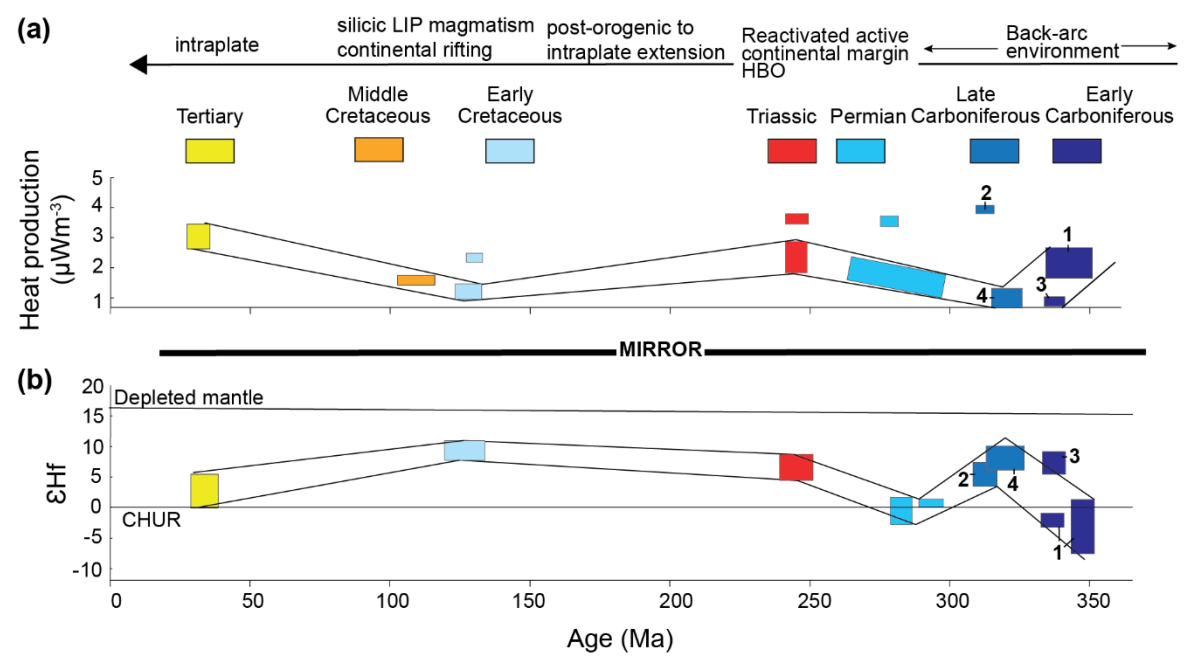 (a)
intraplate
silicic LIP magmatism
continental rifting
post-orogenic to
intraplate extension
Reactivated active
continental margin
HBO
Back-arc
environment
Tertiary
Middle
Cretaceous
Early
Cretaceous
Triassic
Permian
Late
Carboniferous
Early
Carboniferous
Heat production
(µWm-3)
5
4
3
2
1
2
1
4
3
MIRROR
(b)
εHf
20
15
10
5
0
-5
-10
Depleted mantle
CHUR
2
4
3
1
0
50
100
150
200
250
300
350
Age (Ma)